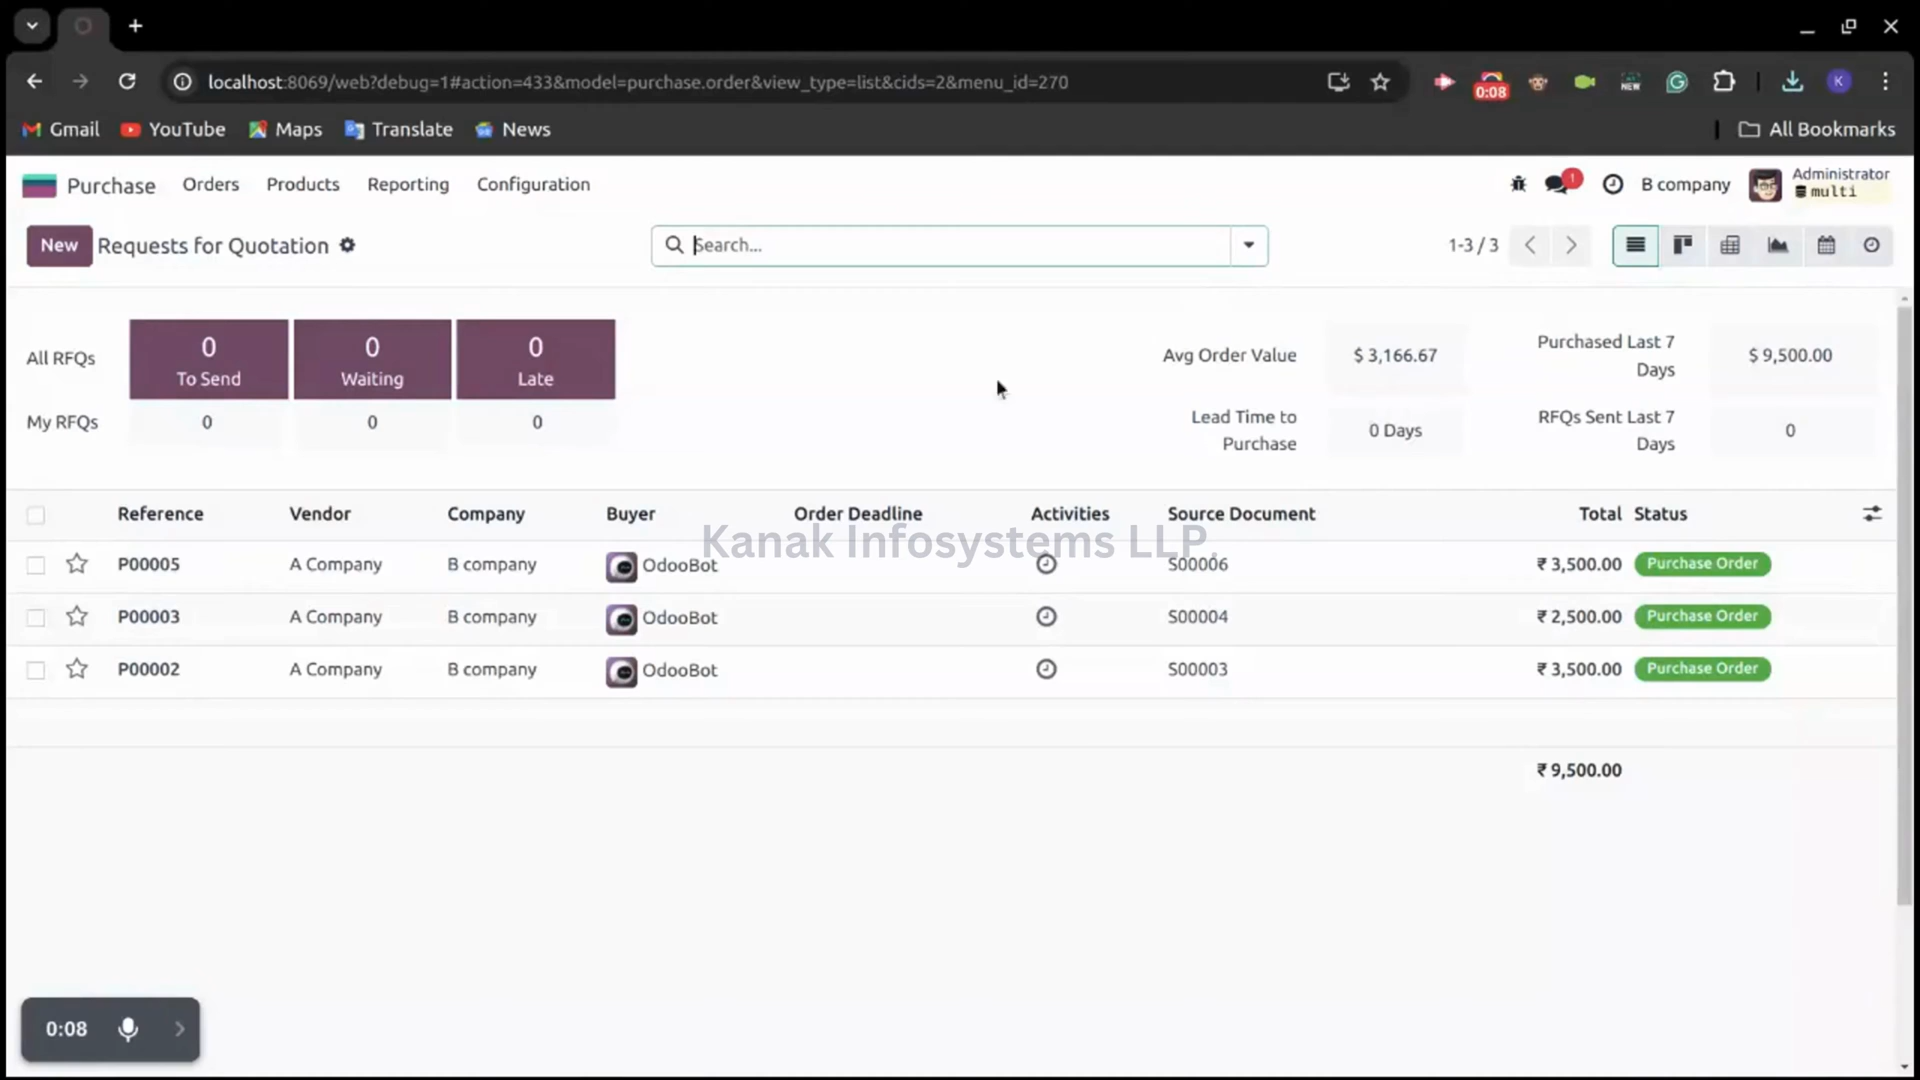 0:08
NEW
K
localhost:8069/web?debug=1#action=433&model=purchase.order&view_type=list&cids=2&menu_id=270
Gmail YouTube Translate Maps News All Bookmarks
Purchase Orders Products Reporting Configuration
1 B company Administrator
multi
New Requests for Quotation Search... 1-3 / 3
All RFQs
0 To Send
0 Waiting
0 Late
My RFQs 0 0 0
Avg Order Value $ 3,166.67
Purchased Last 7 Days $ 9,500.00
Lead Time to Purchase 0 Days
RFQs Sent Last 7 Days 0
Reference Vendor Company Buyer Order Deadline Activities Source Document Total Status
Kanak Infosystems LLP.
P00005 A Company B company OdooBot S00006 ₹ 3,500.00 Purchase Order
P00003 A Company B company OdooBot S00004 ₹ 2,500.00 Purchase Order
P00002 A Company B company OdooBot S00003 ₹ 3,500.00 Purchase Order
₹ 9,500.00
0:08